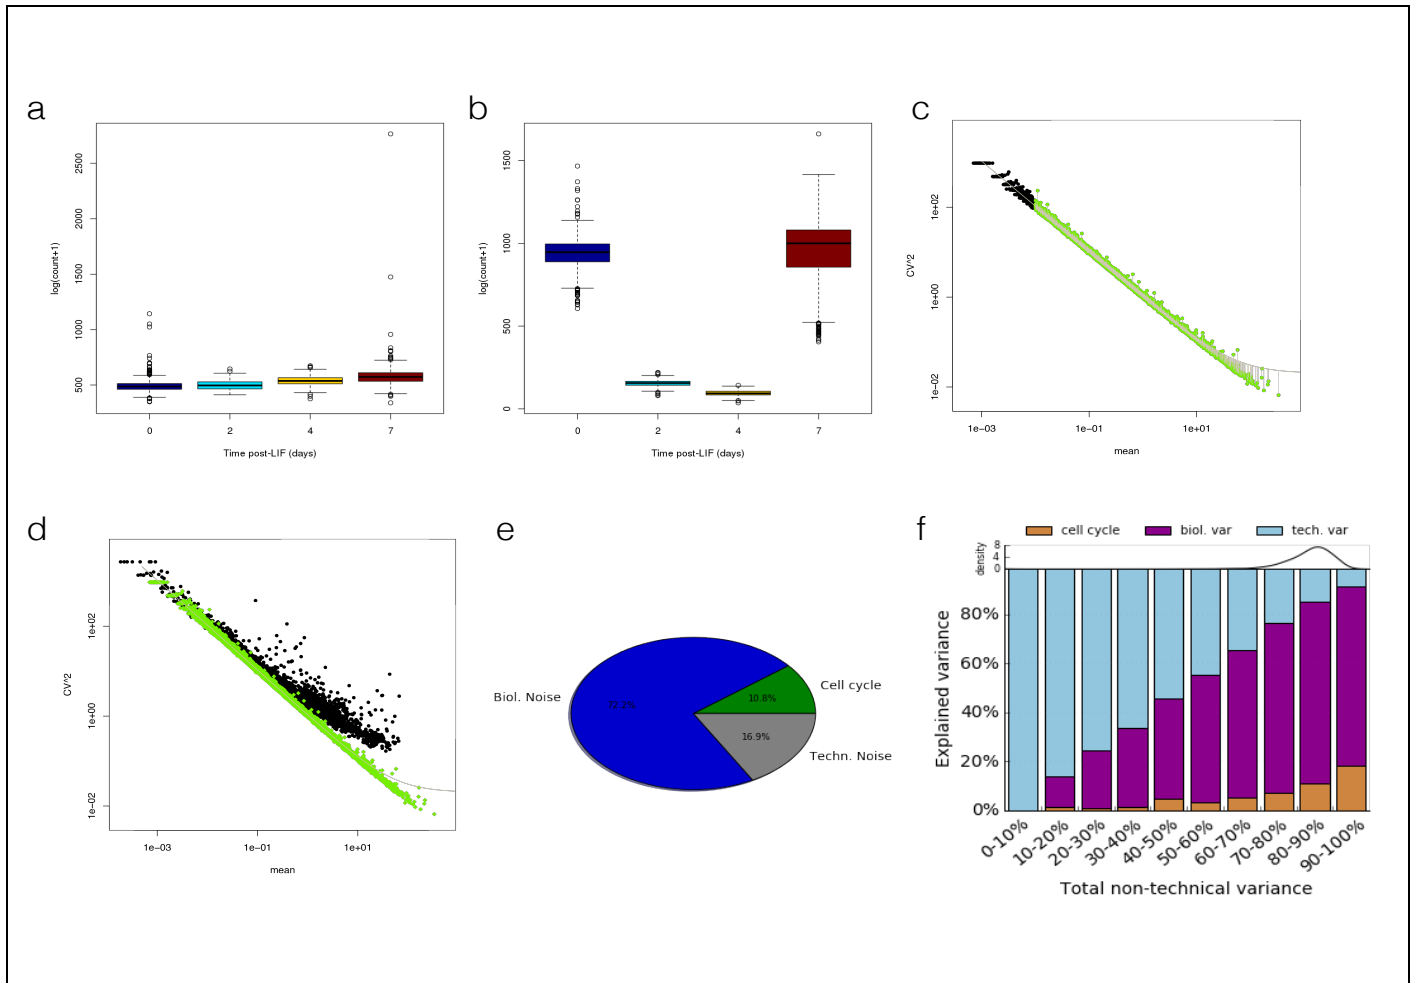 a
2500
2000
1500
1000
500
log(count+1)
0 2 4 7
Time post-LIF (days)
b
1500
1000
500
0
log(count+1)
0 2 4 7
Time post-LIF (days)
c
1e+02
1e+00
1e-02
CV^2
1e-03 1e-01 1e+01
mean
d
1e+02
1e+00
1e-02
CV^2
1e-03 1e-01 1e+01
mean
e
Biol. Noise
Cell cycle
10.8%
16.9%
Techn. Noise
f
cell cycle biol. var tech. var
density
8
4
0
80%
60%
40%
20%
0%
Explained variance
0-10% 10-20% 20-30% 30-40% 40-50% 50-60% 60-70% 70-80% 80-90% 90-100%
Total non-technical variance